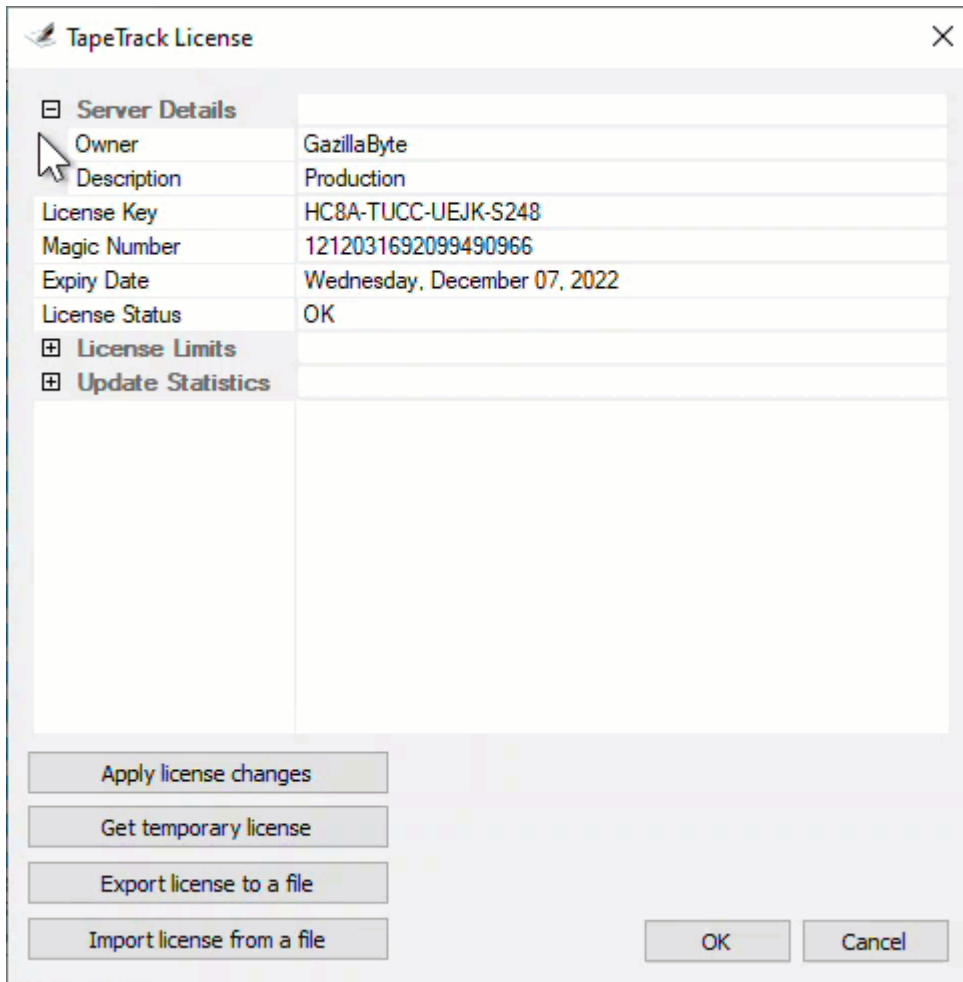 TapeTrack License
Server Details
Owner GazillaByte
Description Production
License Key HC8A-TUCC-UEJK-S248
Magic Number 1212031692099490966
Expiry Date Wednesday, December 07, 2022
License Status OK
License Limits
Update Statistics
Apply license changes
Get temporary license
Export license to a file
Import license from a file
OK Cancel